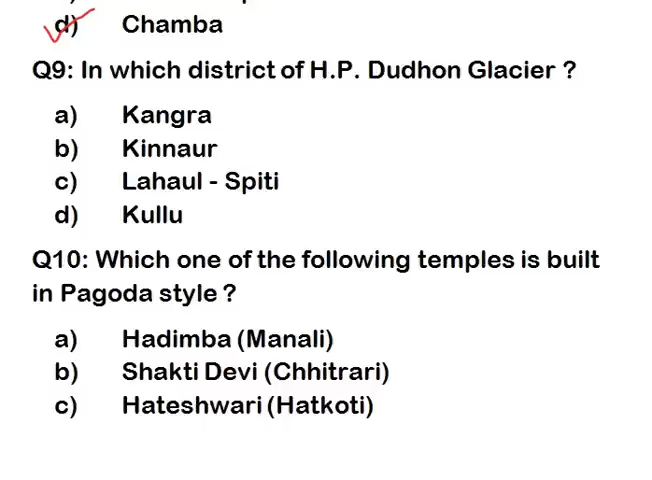 d) Chamba
Q9: In which district of H.P. Dudhon Glacier ?
a) Kangra
b) Kinnaur
c) Lahaul - Spiti
d) Kullu
Q10: Which one of the following temples is built
in Pagoda style ?
a) Hadimba (Manali)
b) Shakti Devi (Chhitrari)
c) Hateshwari (Hatkoti)